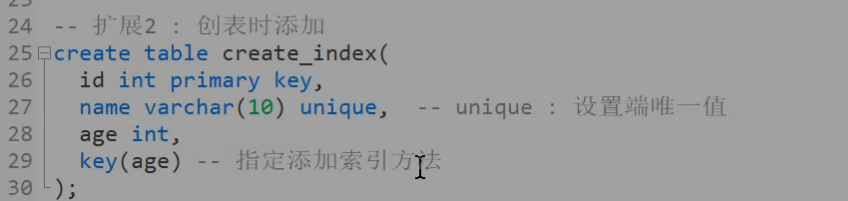 24 -- 扩展2 : 创表时添加
25 create table create_index(
26 id int primary key,
27 name varchar(10) unique, -- unique : 设置端唯一值
28 age int,
29 key(age) -- 指定添加索引方法
30 );